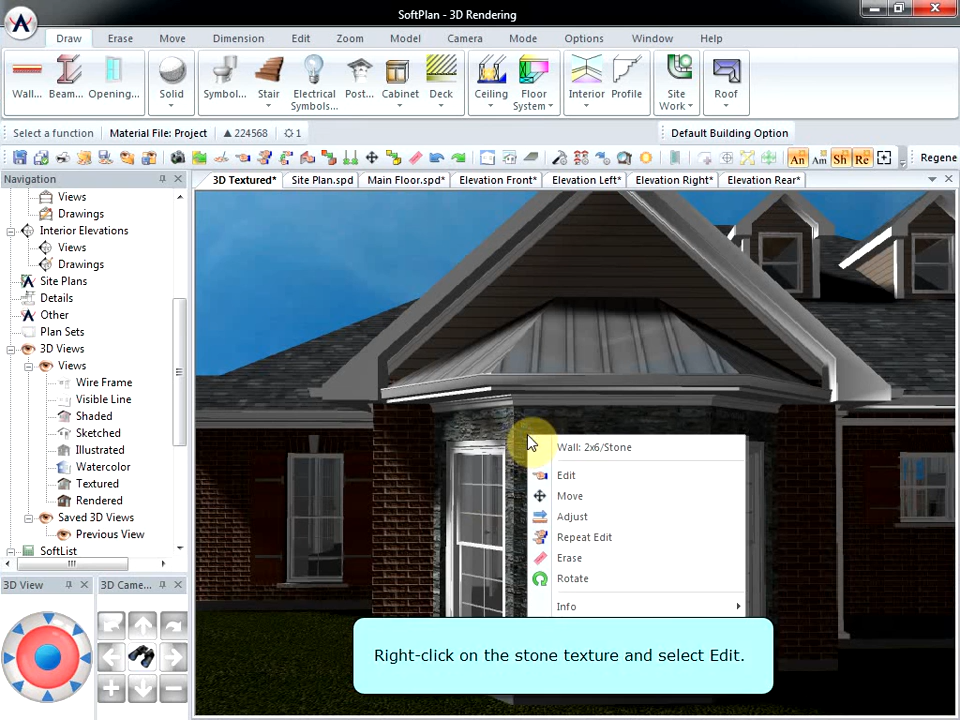 SoftPlan - 3D Rendering
Draw Erase Move Dimension Edit Zoom Model Camera Mode Options Window Help
Wall... Beam... Opening... Solid Symbol... Stair Electrical Symbols... Post... Cabinet Deck Ceiling Floor System Interior Profile Site Work Roof
Select a function Material File: Project 224568 1 Default Building Option
An Am Sh Re Regene
Navigation
3D Textured* Site Plan.spd Main Floor.spd* Elevation Front* Elevation Left* Elevation Right* Elevation Rear*
Views
Drawings
Interior Elevations
Views
Drawings
Site Plans
Details
Other
Plan Sets
3D Views
Views
Wire Frame
Visible Line
Shaded
Sketched
Illustrated
Watercolor
Textured
Rendered
Saved 3D Views
Previous View
SoftList
3D View
3D Came...
Wall: 2x6/Stone
Edit
Move
Adjust
Repeat Edit
Erase
Rotate
Info
Right-click on the stone texture and select Edit.